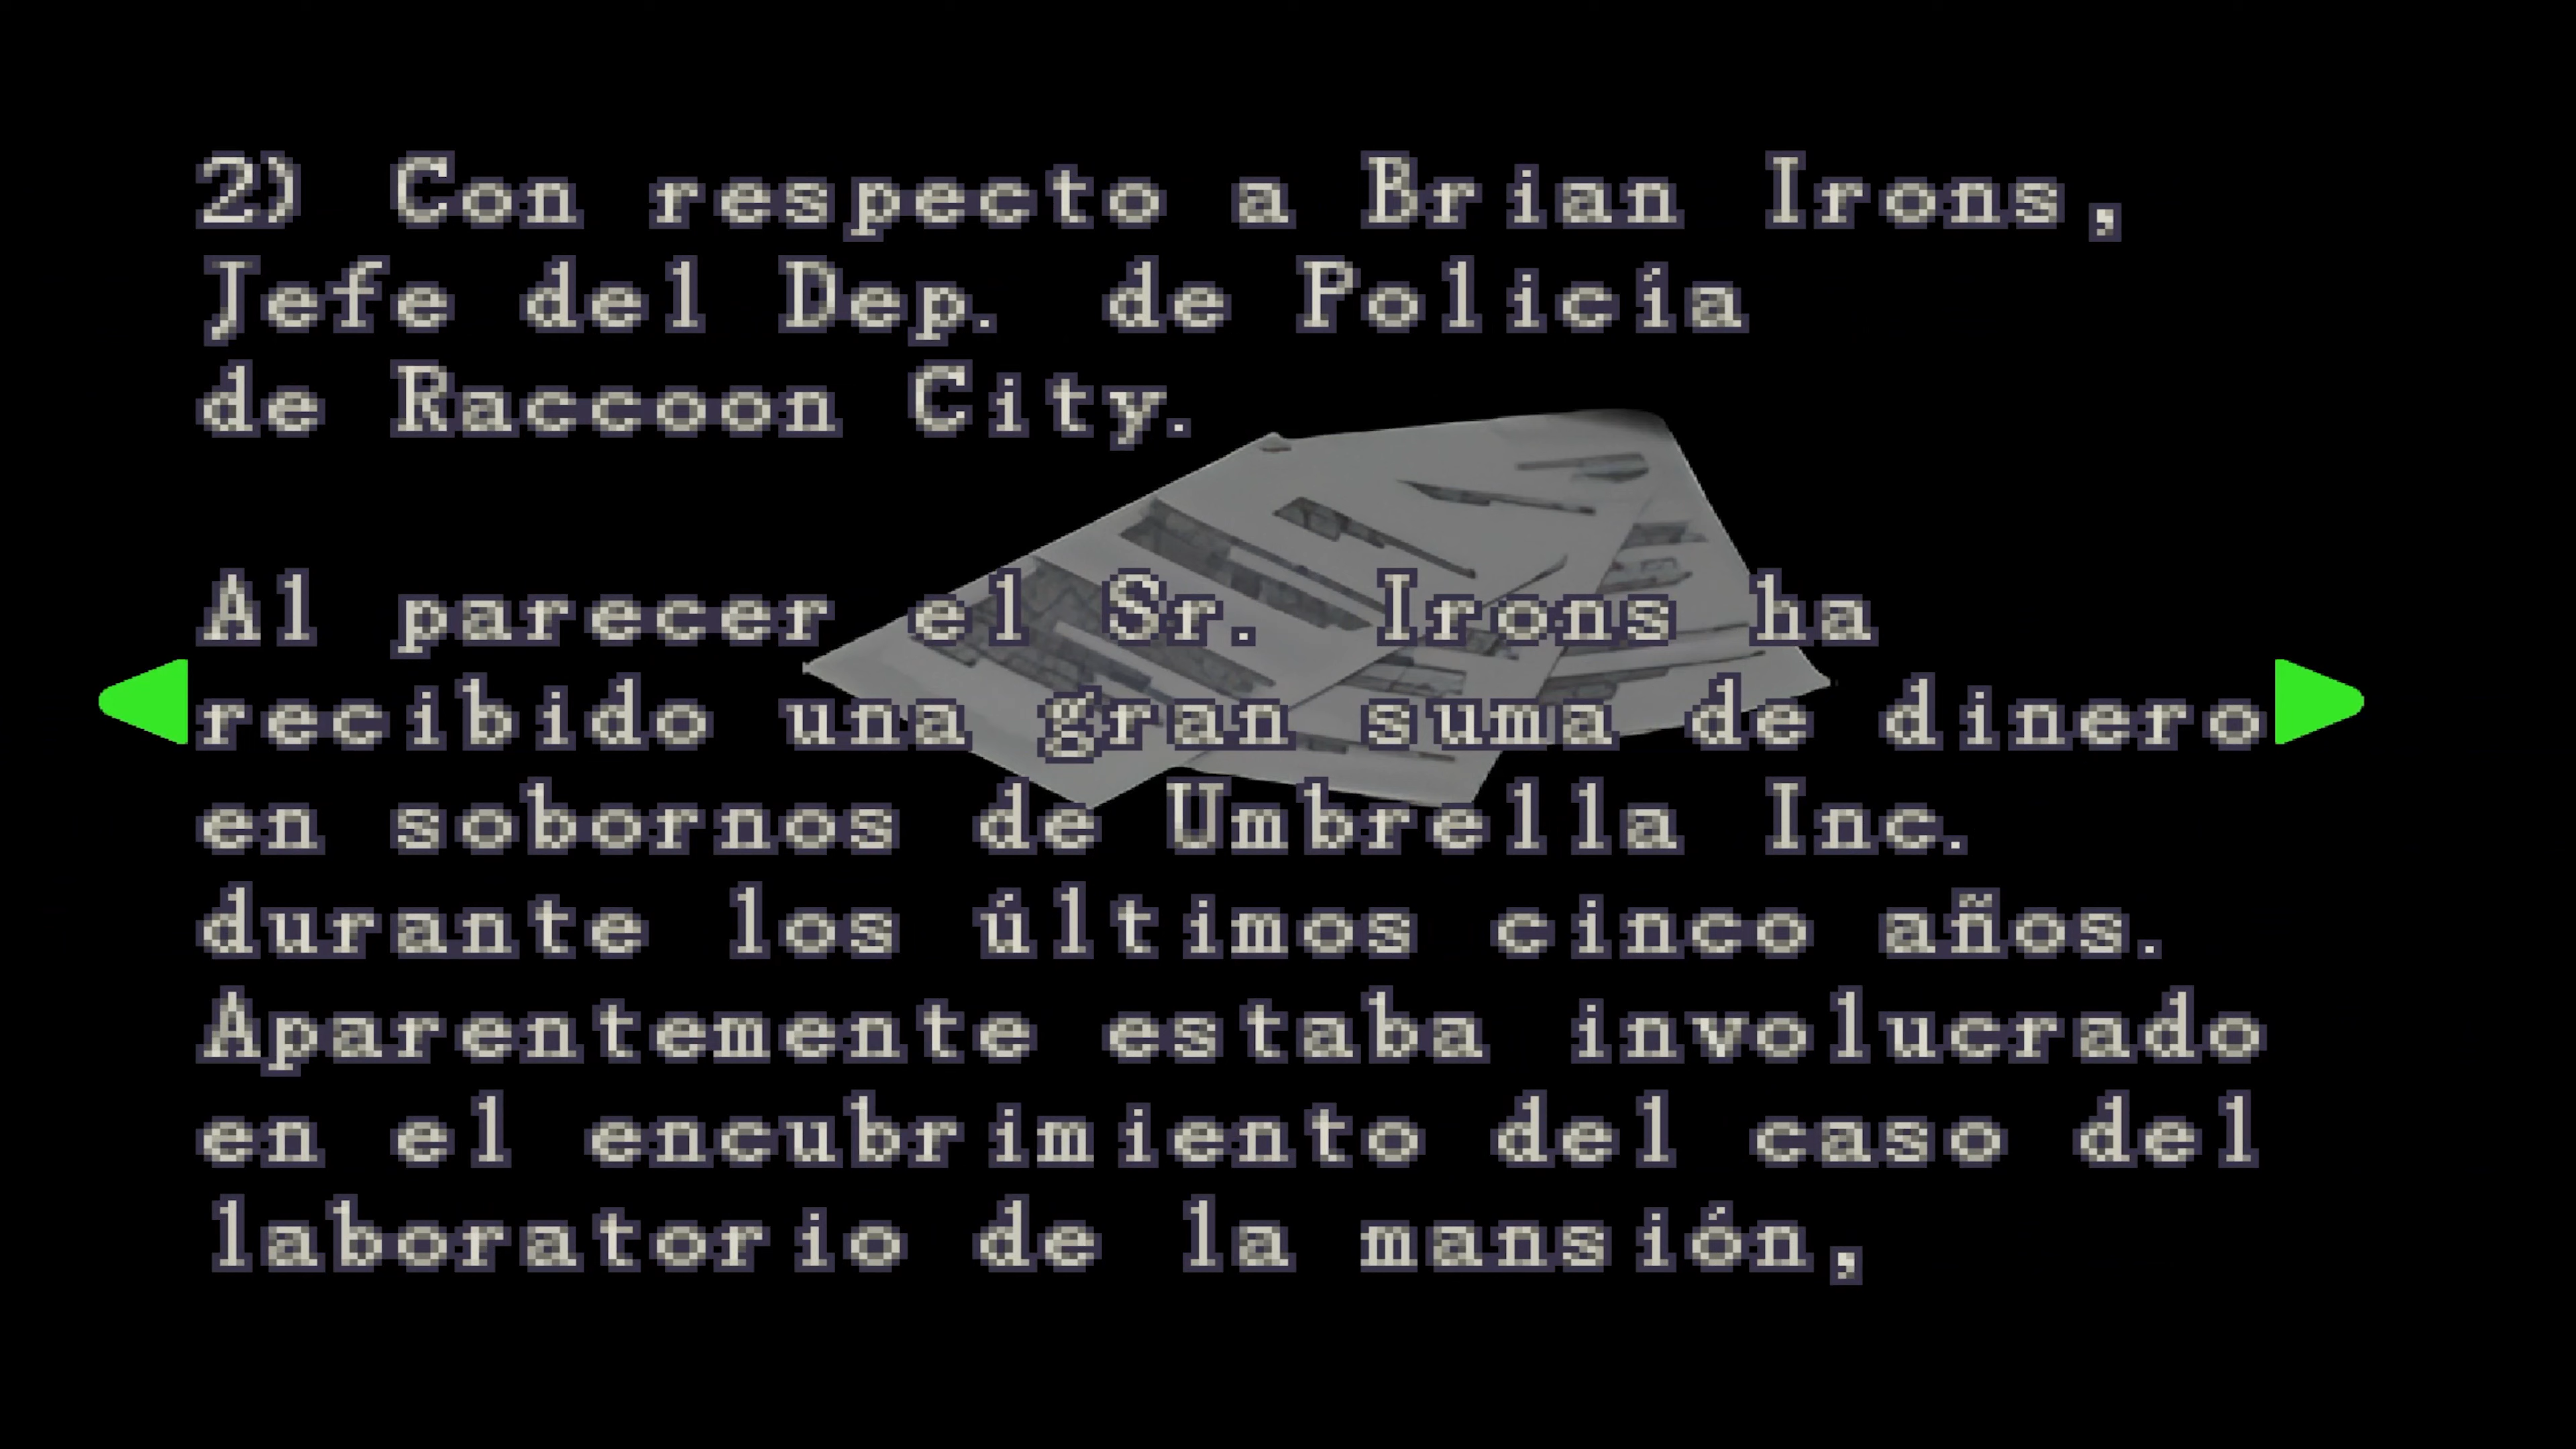 2) Con respecto a Brian Irons,
Jefe del Dep. de Policía
de Raccoon City.
Al parecer el Sr. Irons ha
recibido una gran suma de dinero
en sobornos de Umbrella Inc.
durante los últimos cinco años.
Aparentemente estaba involucrado
en el encubrimiento del caso del
laboratorio de la mansión,